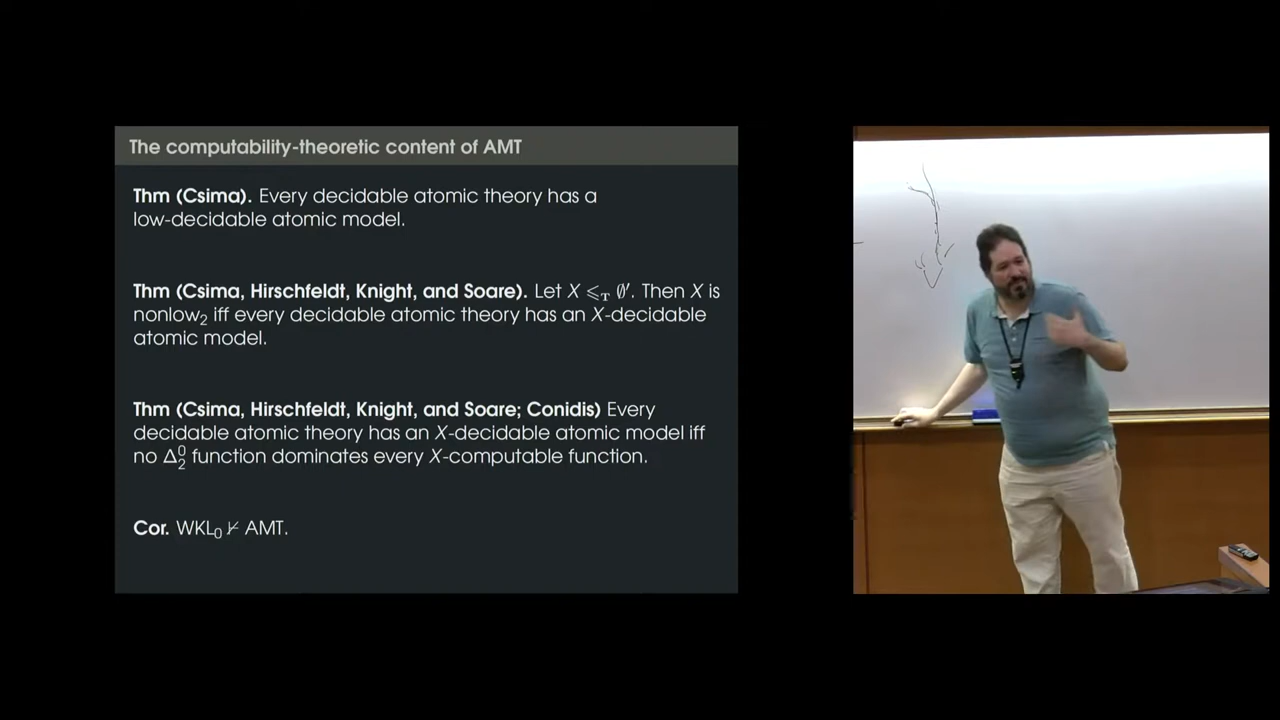 The computability-theoretic content of AMT
Thm (Csima). Every decidable atomic theory has a
low-decidable atomic model.
Thm (Csima, Hirschfeldt, Knight, and Soare). Let X ⩽_T ∅′. Then X is
nonlow₂ iff every decidable atomic theory has an X-decidable
atomic model.
Thm (Csima, Hirschfeldt, Knight, and Soare; Conidis) Every
decidable atomic theory has an X-decidable atomic model iff
no Δ⁰₂ function dominates every X-computable function.
Cor. WKL₀ ⊬ AMT.